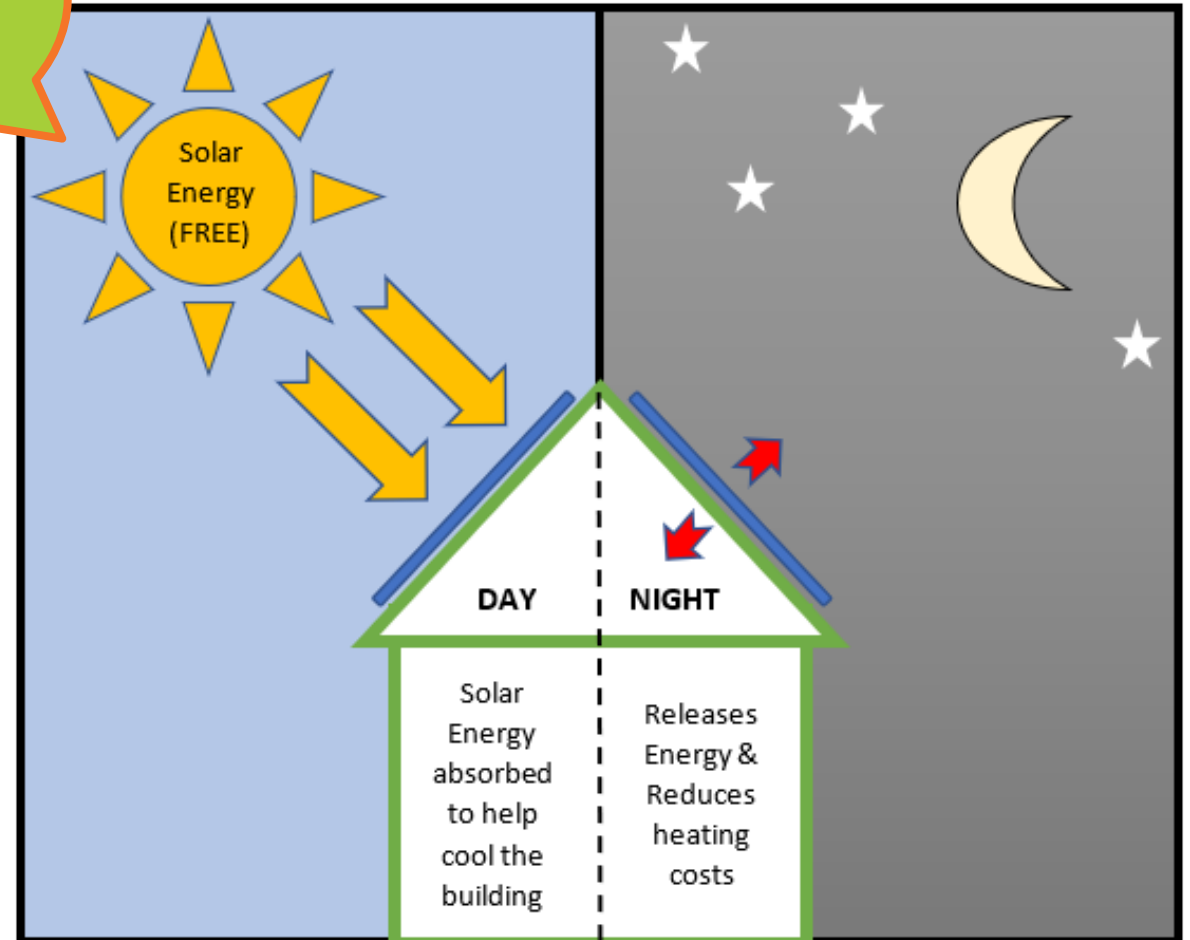 Solar
Energy
(FREE)
DAY
NIGHT
Solar
Energy
absorbed
to help
cool the
building
Releases
Energy &
Reduces
heating
costs